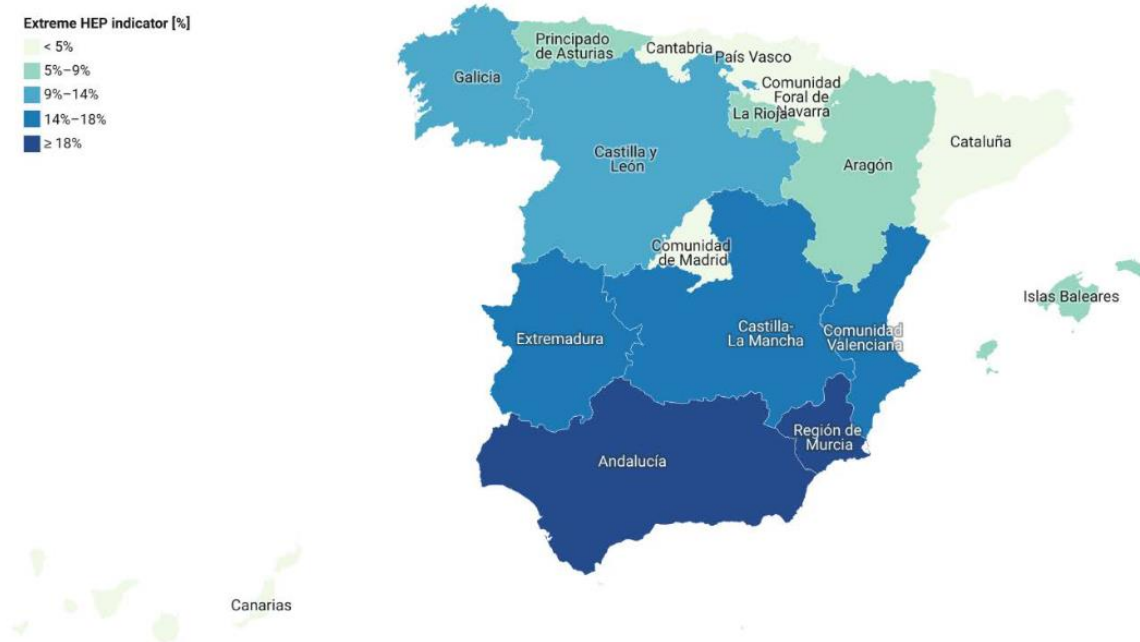 Extreme HEP indicator [%]
< 5%
5%–9%
9%–14%
14%–18%
≥ 18%
Principado
de Asturias
Cantabria
País Vasco
Galicia
Comunidad
Foral de
Navarra
La Rioja
Cataluña
Castilla y
León
Aragón
Comunidad
de Madrid
Islas Baleares
Extremadura
Castilla-
La Mancha
Comunidad
Valenciana
Región de
Murcia
Andalucía
Canarias